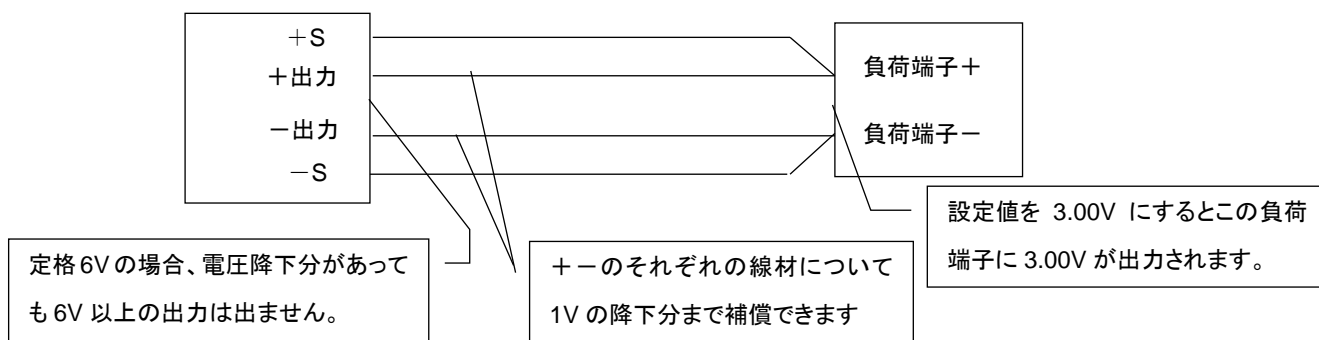 ＋S
＋出力
－出力
－S
負荷端子＋
負荷端子－
設定値を 3.00V にするとこの負荷
端子に 3.00V が出力されます。
定格 6V の場合、電圧降下分があって
も 6V 以上の出力は出ません。
＋－のそれぞれの線材について
1V の降下分まで補償できます